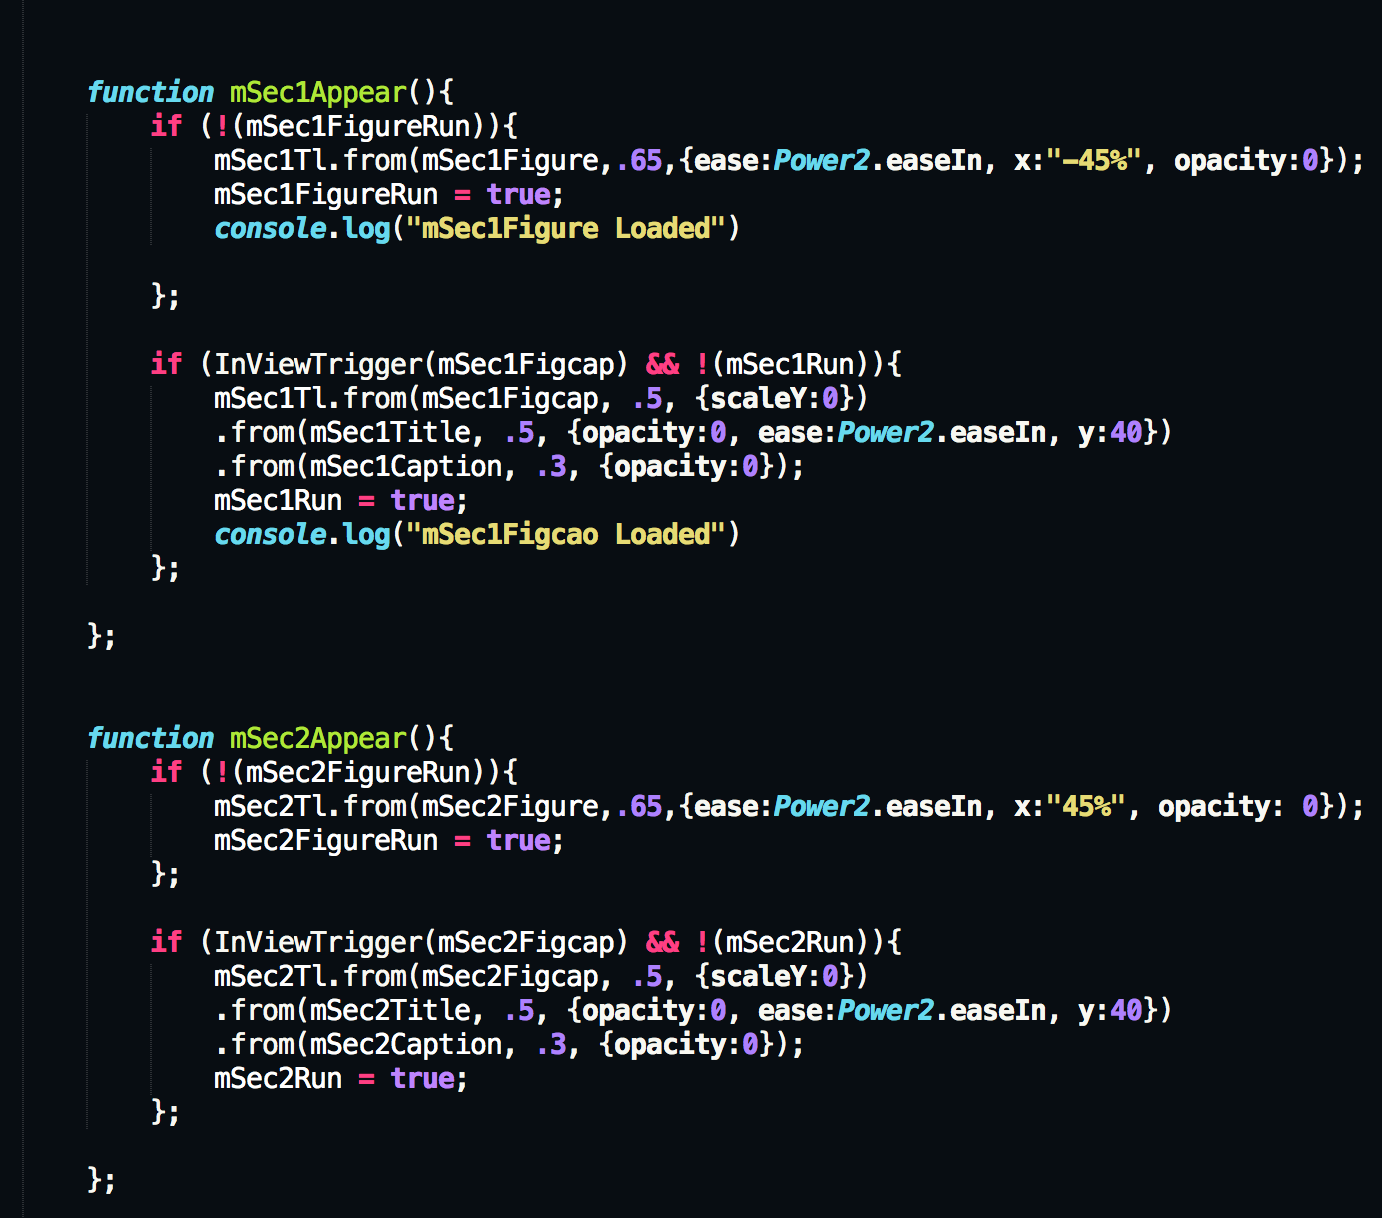 function mSec1Appear(){
if (!(mSec1FigureRun)){
mSec1Tl.from(mSec1Figure,.65,{ease:Power2.easeIn, x:"-45%", opacity:0});
mSec1FigureRun = true;
console.log("mSec1Figure Loaded")
};
if (InViewTrigger(mSec1Figcap) && !(mSec1Run)){
mSec1Tl.from(mSec1Figcap, .5, {scaleY:0})
.from(mSec1Title, .5, {opacity:0, ease:Power2.easeIn, y:40})
.from(mSec1Caption, .3, {opacity:0});
mSec1Run = true;
console.log("mSec1Figcao Loaded")
};
};
function mSec2Appear(){
if (!(mSec2FigureRun)){
mSec2Tl.from(mSec2Figure,.65,{ease:Power2.easeIn, x:"45%", opacity: 0});
mSec2FigureRun = true;
};
if (InViewTrigger(mSec2Figcap) && !(mSec2Run)){
mSec2Tl.from(mSec2Figcap, .5, {scaleY:0})
.from(mSec2Title, .5, {opacity:0, ease:Power2.easeIn, y:40})
.from(mSec2Caption, .3, {opacity:0});
mSec2Run = true;
};
};